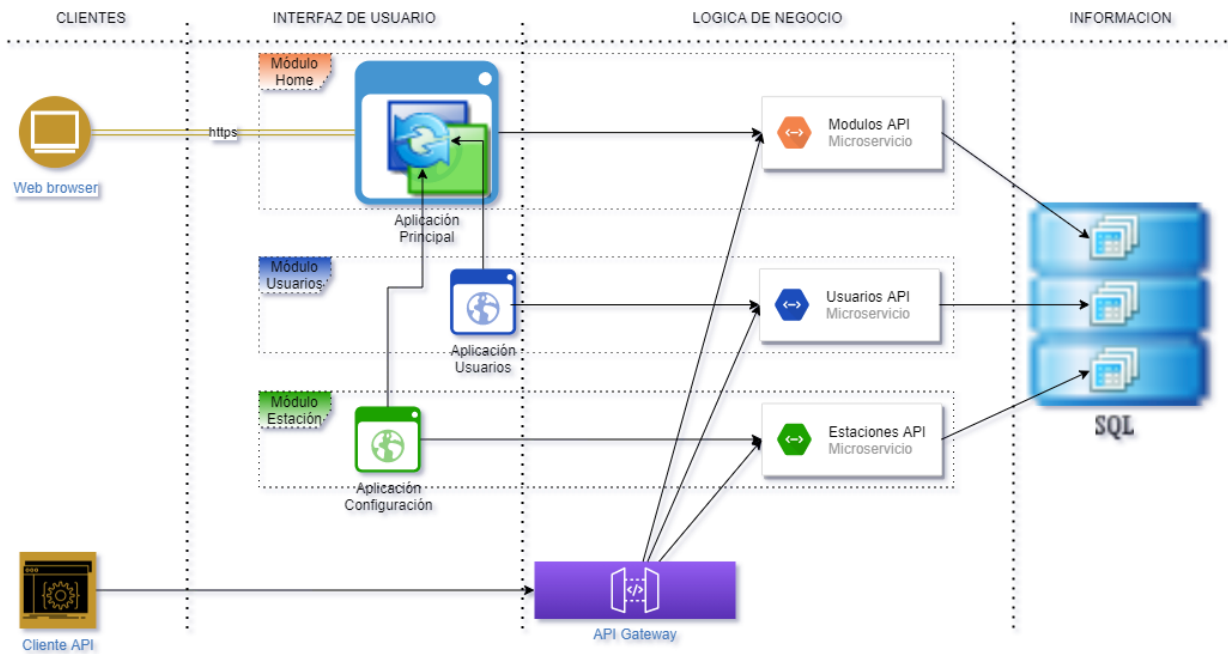 CLIENTES
INTERFAZ DE USUARIO
LOGICA DE NEGOCIO
INFORMACION
Módulo
Home
https
Web browser
Aplicación
Principal
Modulos API
Microservicio
Módulo
Usuarios
Aplicación
Usuarios
Usuarios API
Microservicio
Módulo
Estación
Aplicación
Configuración
Estaciones API
Microservicio
SQL
Cliente API
API Gateway